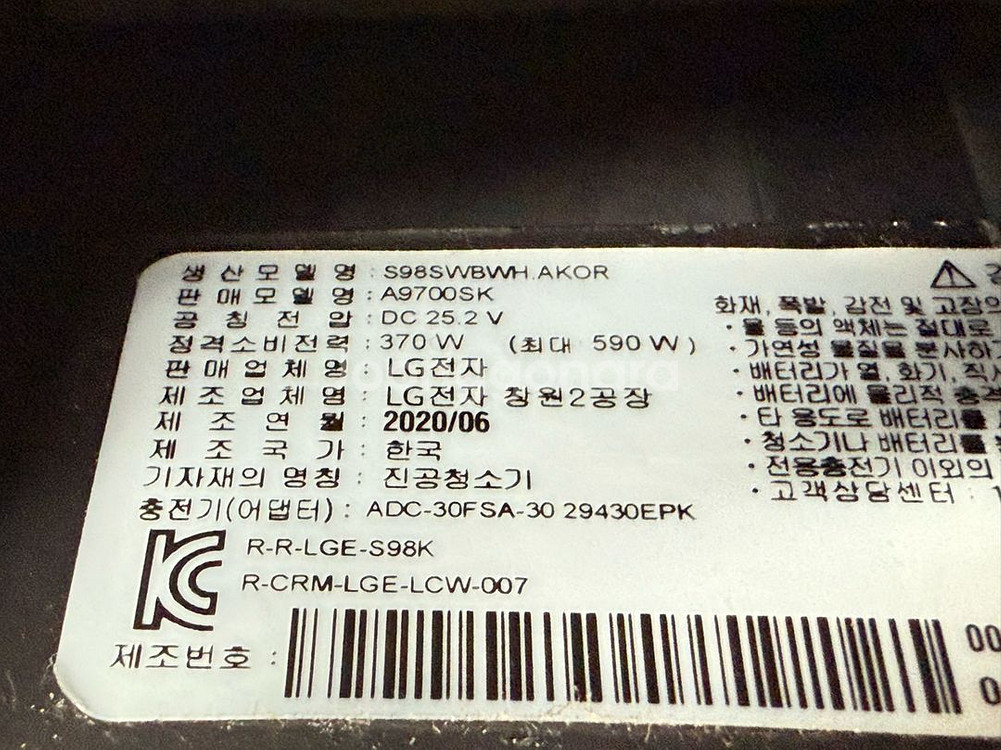 생산모델명 : S98SWBWH.AKOR
판매모델명 : A9700SK
공칭전압 : DC 25.2 V
정격소비전력 : 370 W (최대 590 W)
판매업체명 : LG전자
제조업체명 : LG전자 창원2공장
제조연월 : 2020/06
제조국가 : 한국
기자재의 명칭 : 진공청소기
충전기(어댑터) : ADC-30FSA-30 29430EPK
R-R-LGE-S98K
R-CRM-LGE-LCW-007
제조번호 :
00
0
화재, 폭발, 감전 및 고장의
· 물 등의 액체는 절대로
· 가연성 물질을 분사하
· 배터리가 열, 화기, 직사
· 배터리에 물리적 충격
· 타 용도로 배터리를
· 청소기나 배터리를
· 전용충전기 이외의
· 고객상담센터 : 1